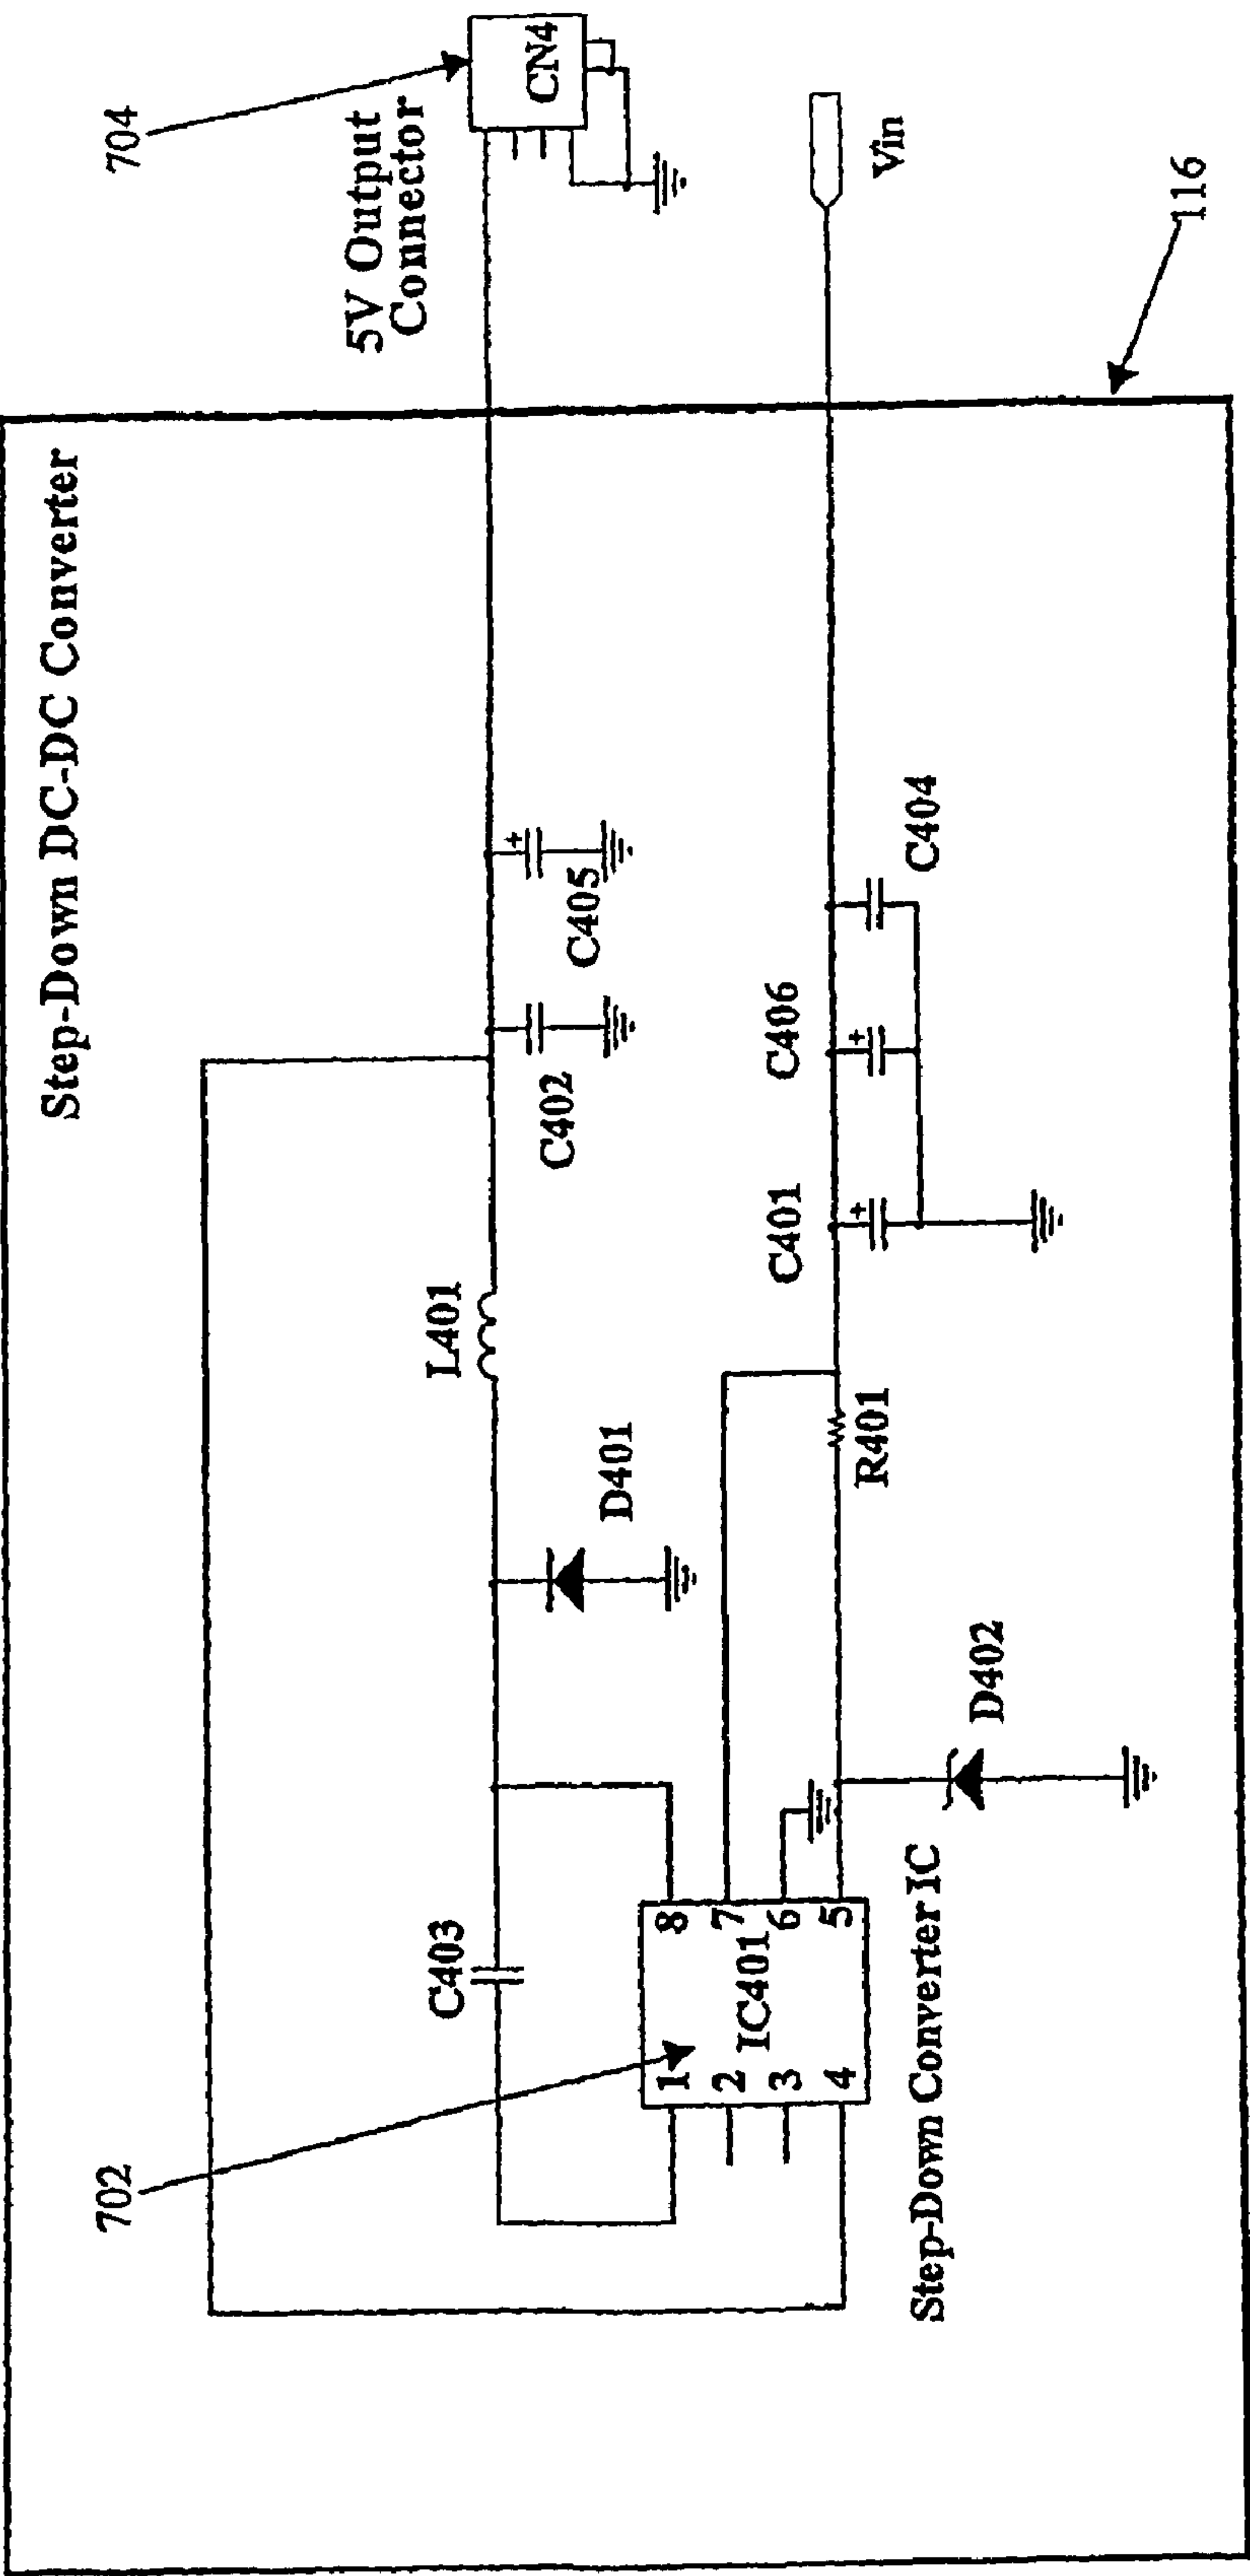 Step-Down DC-DC Converter
702
704
5V Output
Connector
CN4
C403
L401
D401
C402
C405
1
2
3
4
IC401
8
7
6
5
Step-Down Converter IC
D402
R401
C401
C406
C404
Vin
116